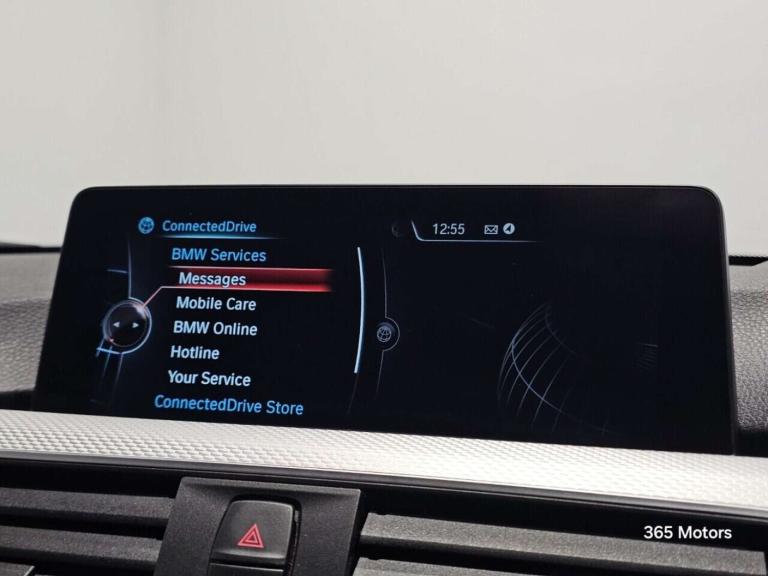 ConnectedDrive
12:55
BMW Services
Messages
Mobile Care
BMW Online
Hotline
Your Service
ConnectedDrive Store
365 Motors